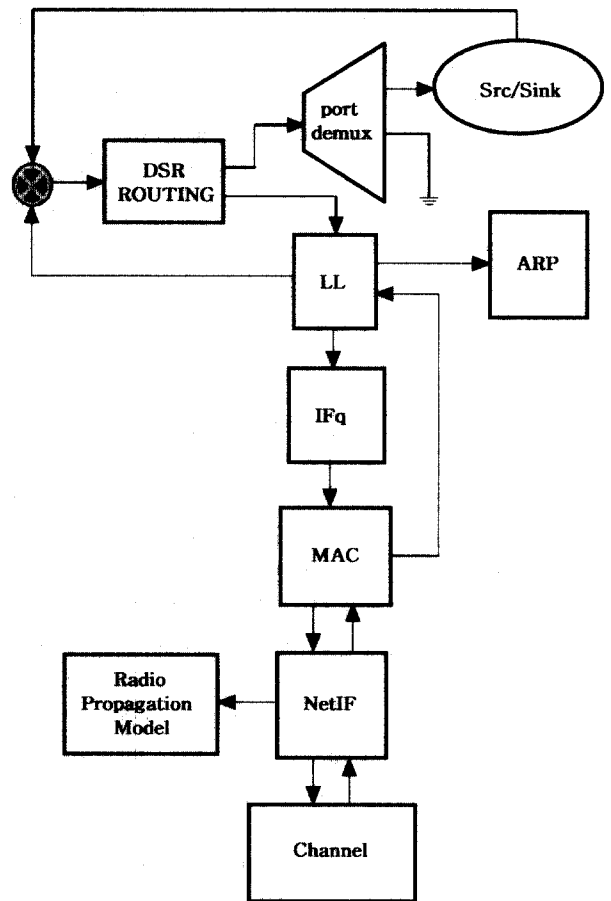 Src/Sink
port
demux
DSR
ROUTING
LL
ARP
IFq
MAC
Radio
Propagation
Model
NetIF
Channel